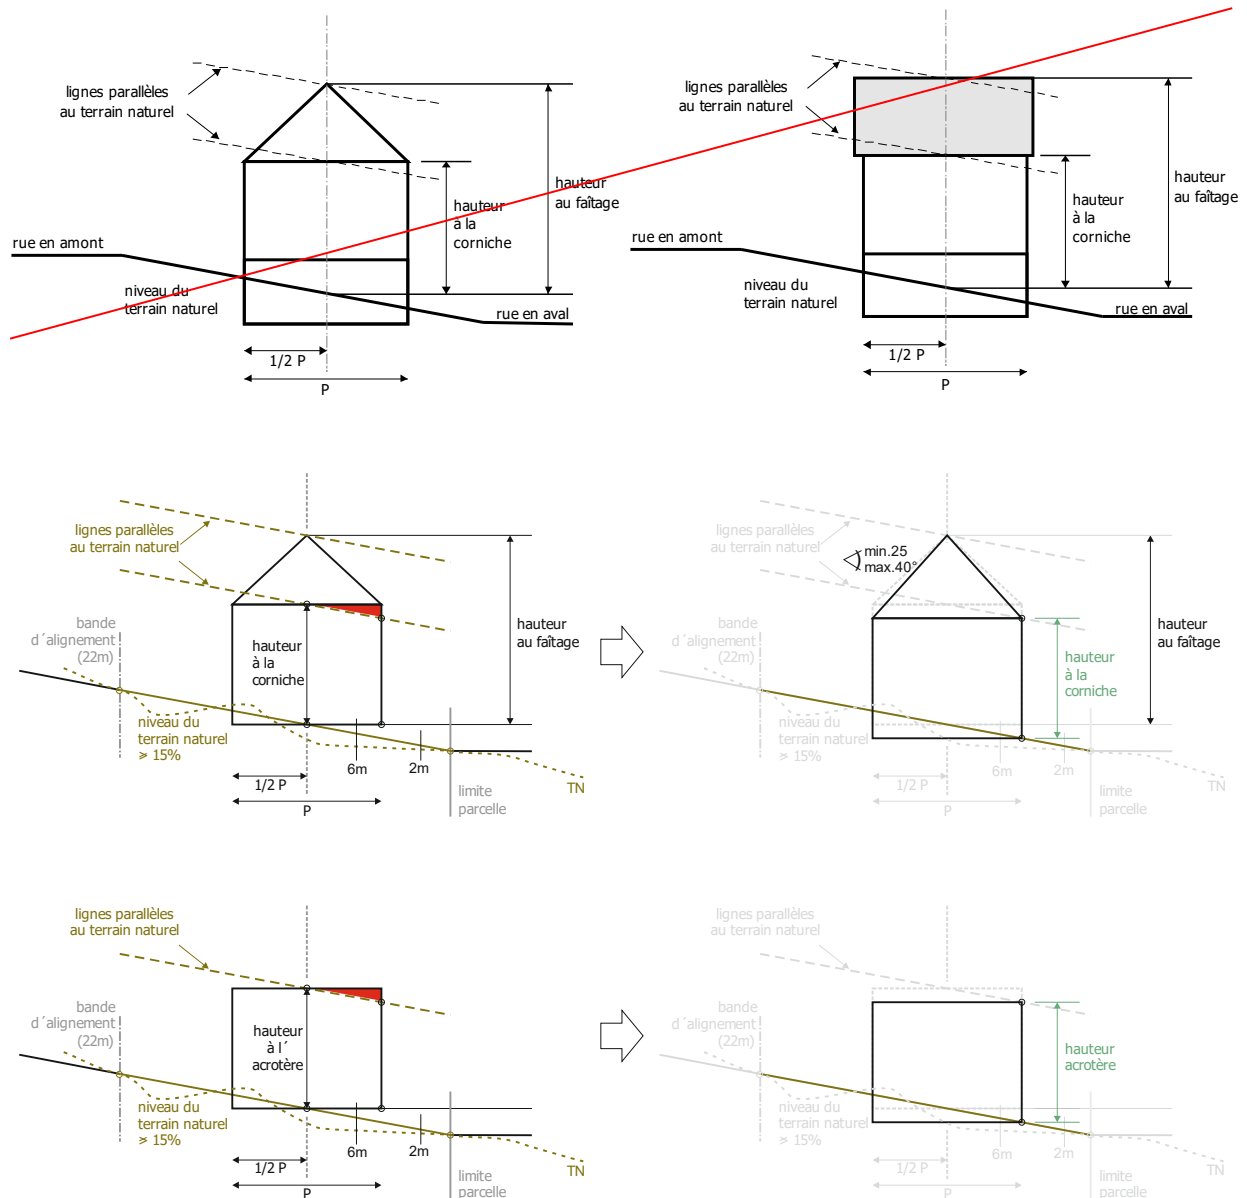 lignes parallèles
au terrain naturel
hauteur
au faîtage
hauteur
à la
corniche
rue en amont
niveau du
terrain naturel
rue en aval
1/2 P
P
lignes parallèles
au terrain naturel
hauteur
au faîtage
hauteur
à la
corniche
rue en amont
niveau du
terrain naturel
rue en aval
1/2 P
P
lignes parallèles
au terrain naturel
bande
d´alignement
(22m)
hauteur
à la
corniche
hauteur
au faîtage
niveau du
terrain naturel
⩾ 15%
6m
2m
1/2 P
P
limite
parcelle
TN
lignes parallèles
au terrain naturel
min.25
max.40°
bande
d´alignement
(22m)
hauteur
à la
corniche
hauteur
au faîtage
niveau du
terrain naturel
⩾ 15%
6m
2m
1/2 P
P
limite
parcelle
TN
lignes parallèles
au terrain naturel
bande
d´alignement
(22m)
hauteur
à l´
acrotère
niveau du
terrain naturel
⩾ 15%
6m
2m
1/2 P
P
limite
parcelle
TN
lignes parallèles
au terrain naturel
bande
d´alignement
(22m)
hauteur
acrotère
niveau du
terrain naturel
⩾ 15%
6m
2m
1/2 P
P
limite
parcelle
TN